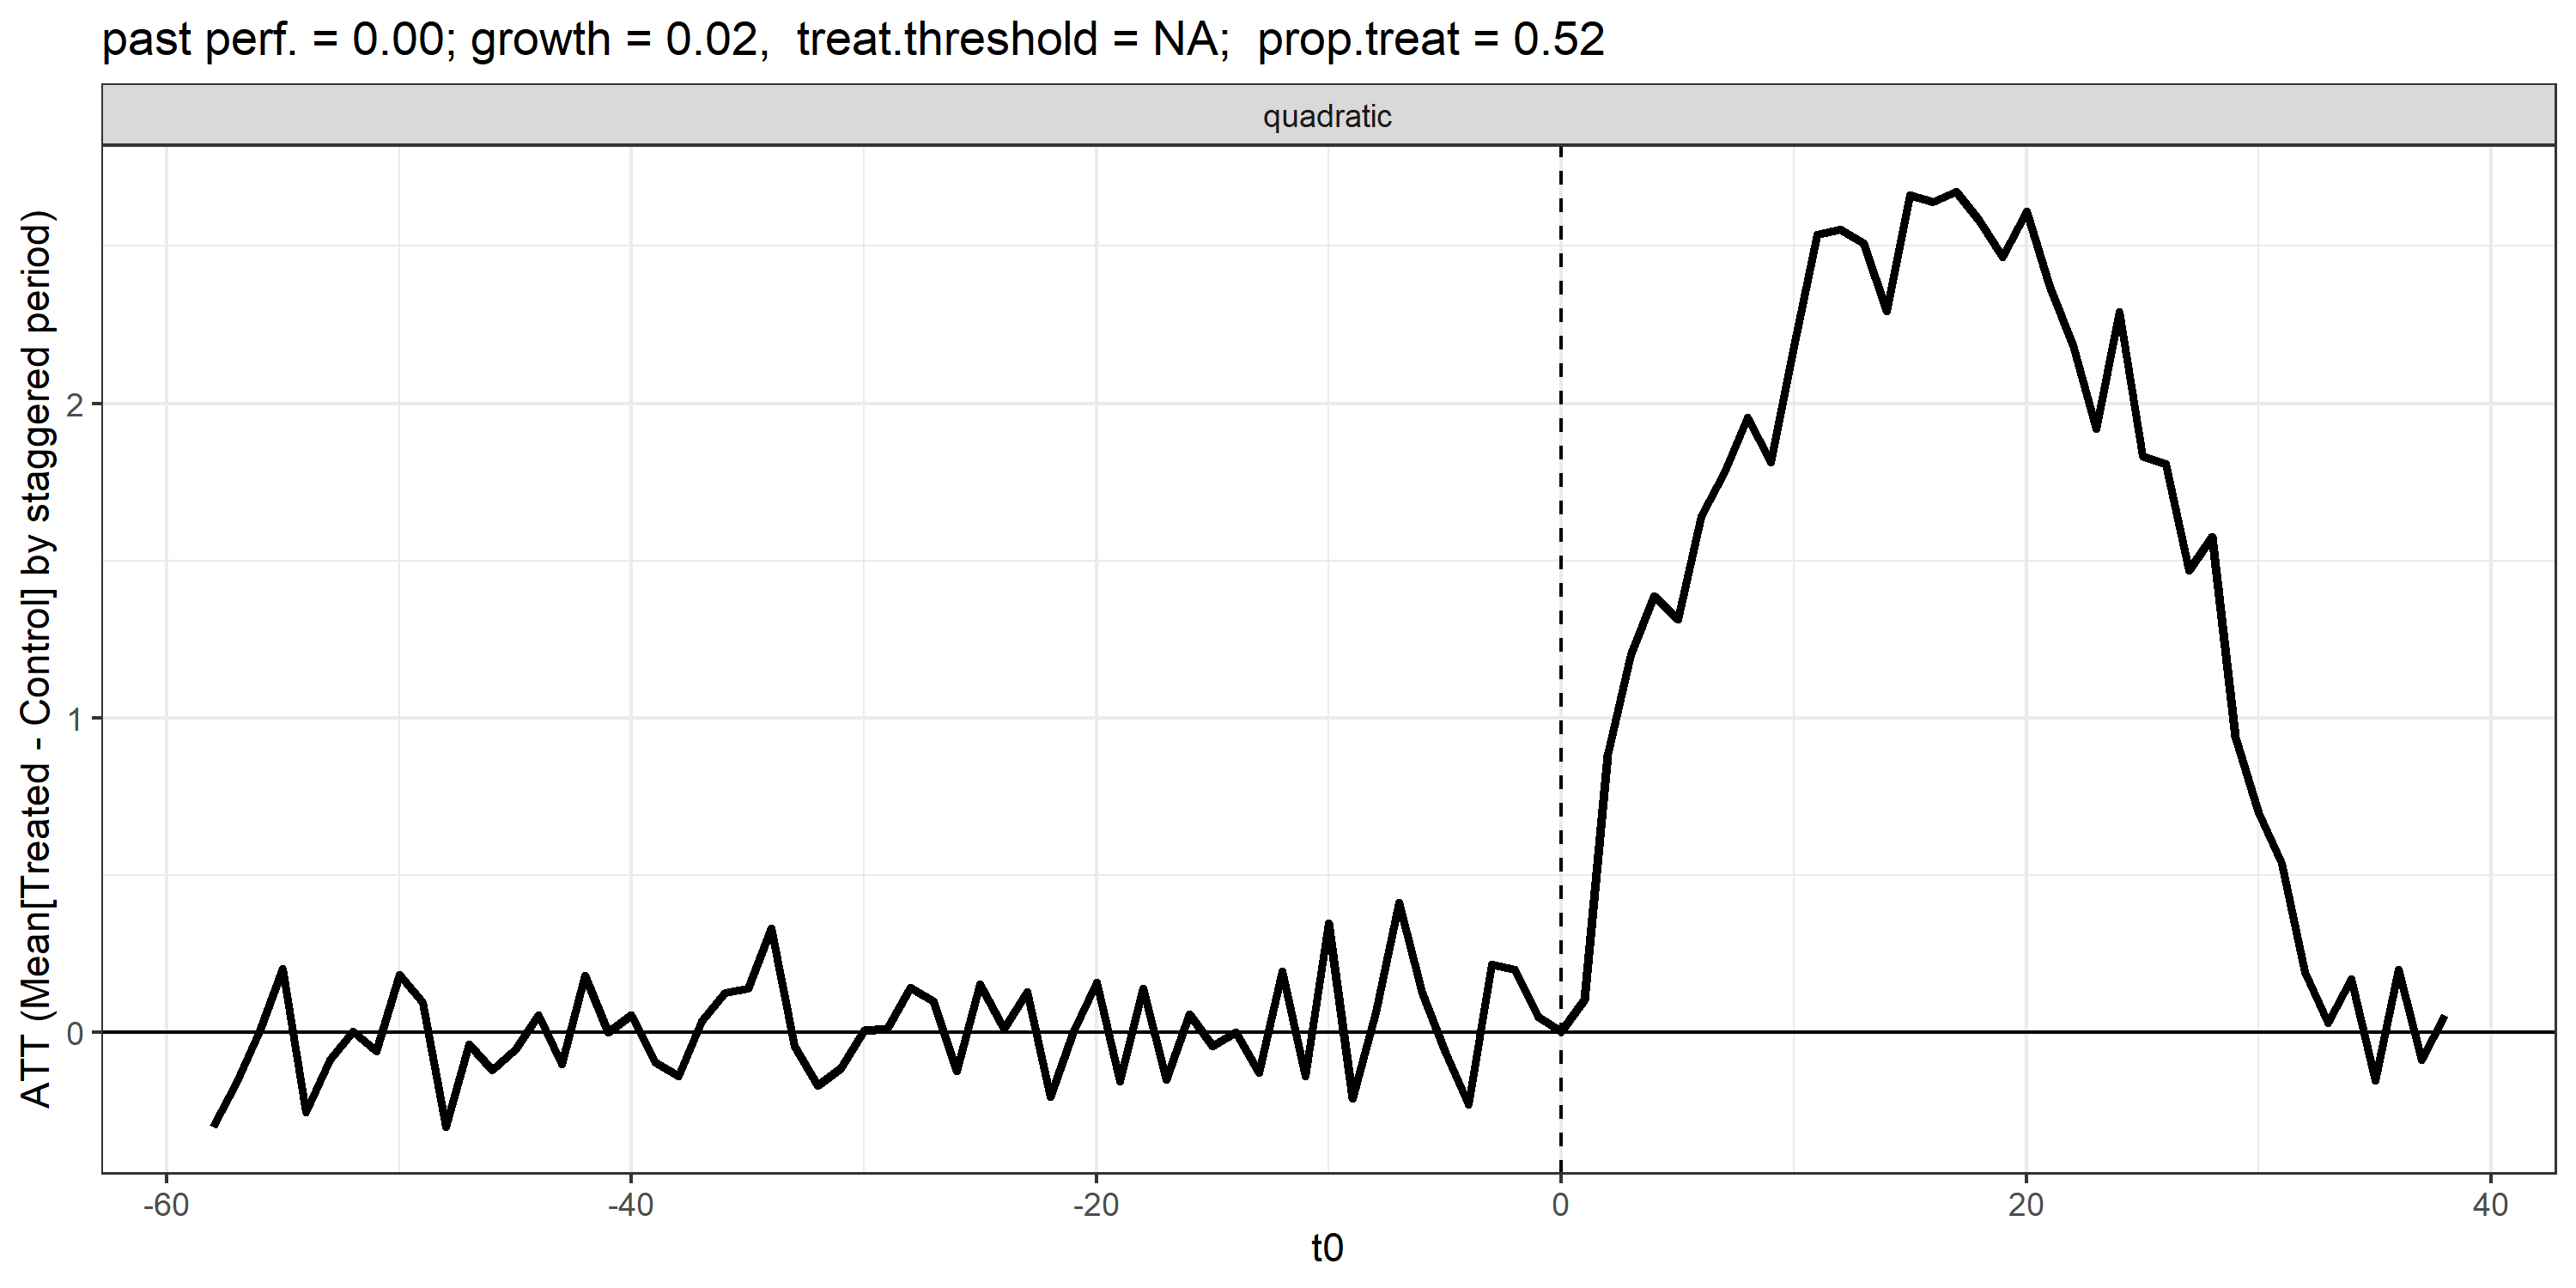 past perf. = 0.00; growth = 0.02,  treat.threshold = NA;  prop.treat = 0.52
quadratic
ATT (Mean[Treated - Control] by staggered period)
2
1
0
-60
-40
-20
0
20
40
t0